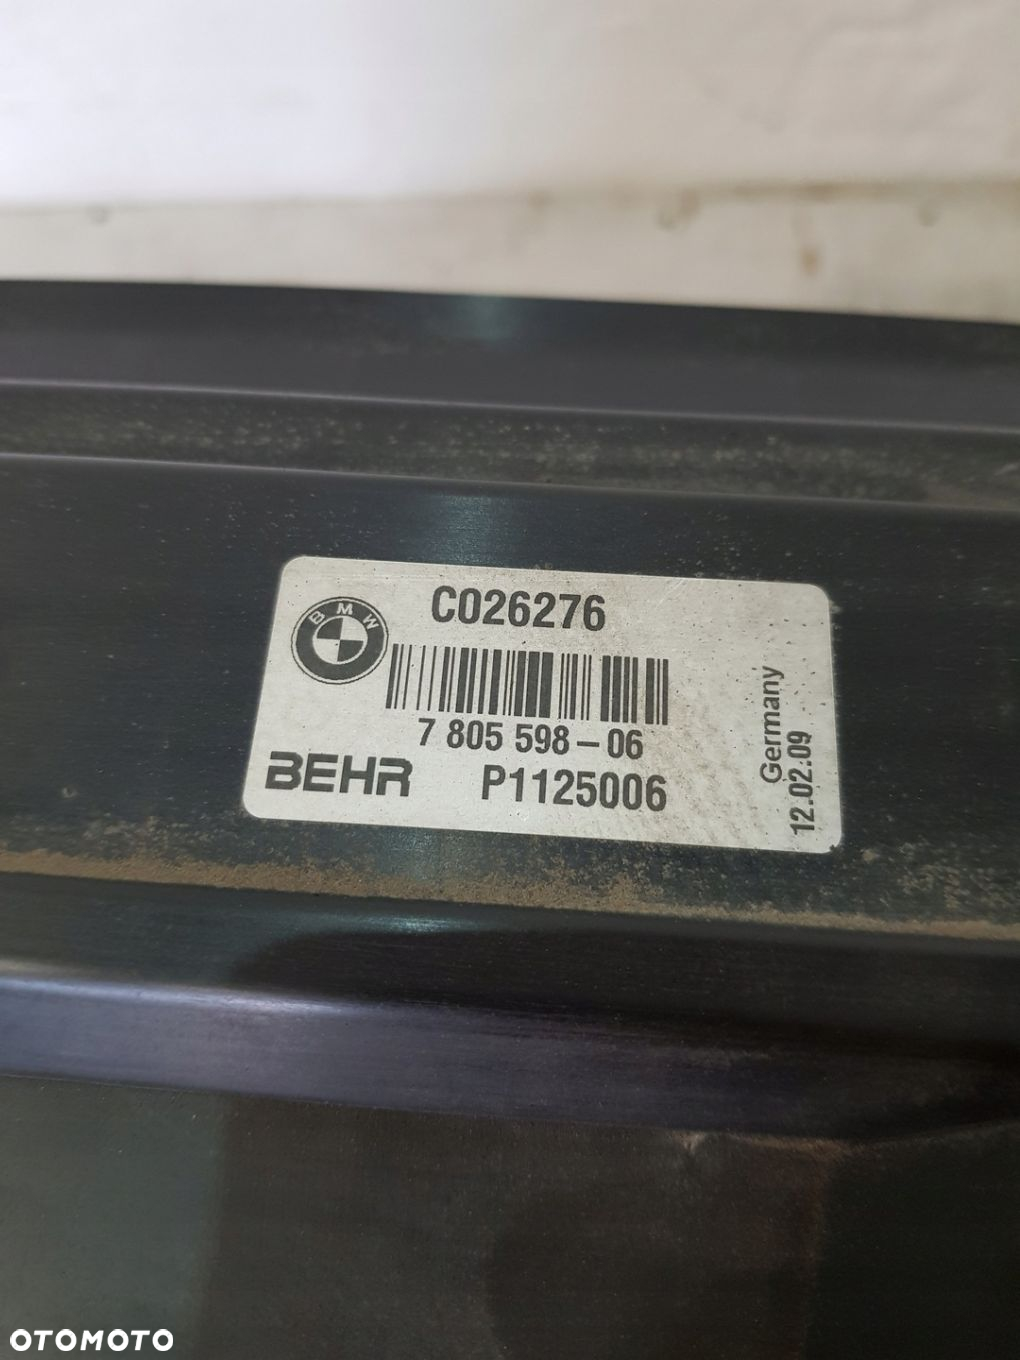 C026276
BMW
7 805 598-06
BEHR P1125006
Germany
12.02.09
OTOMOTO